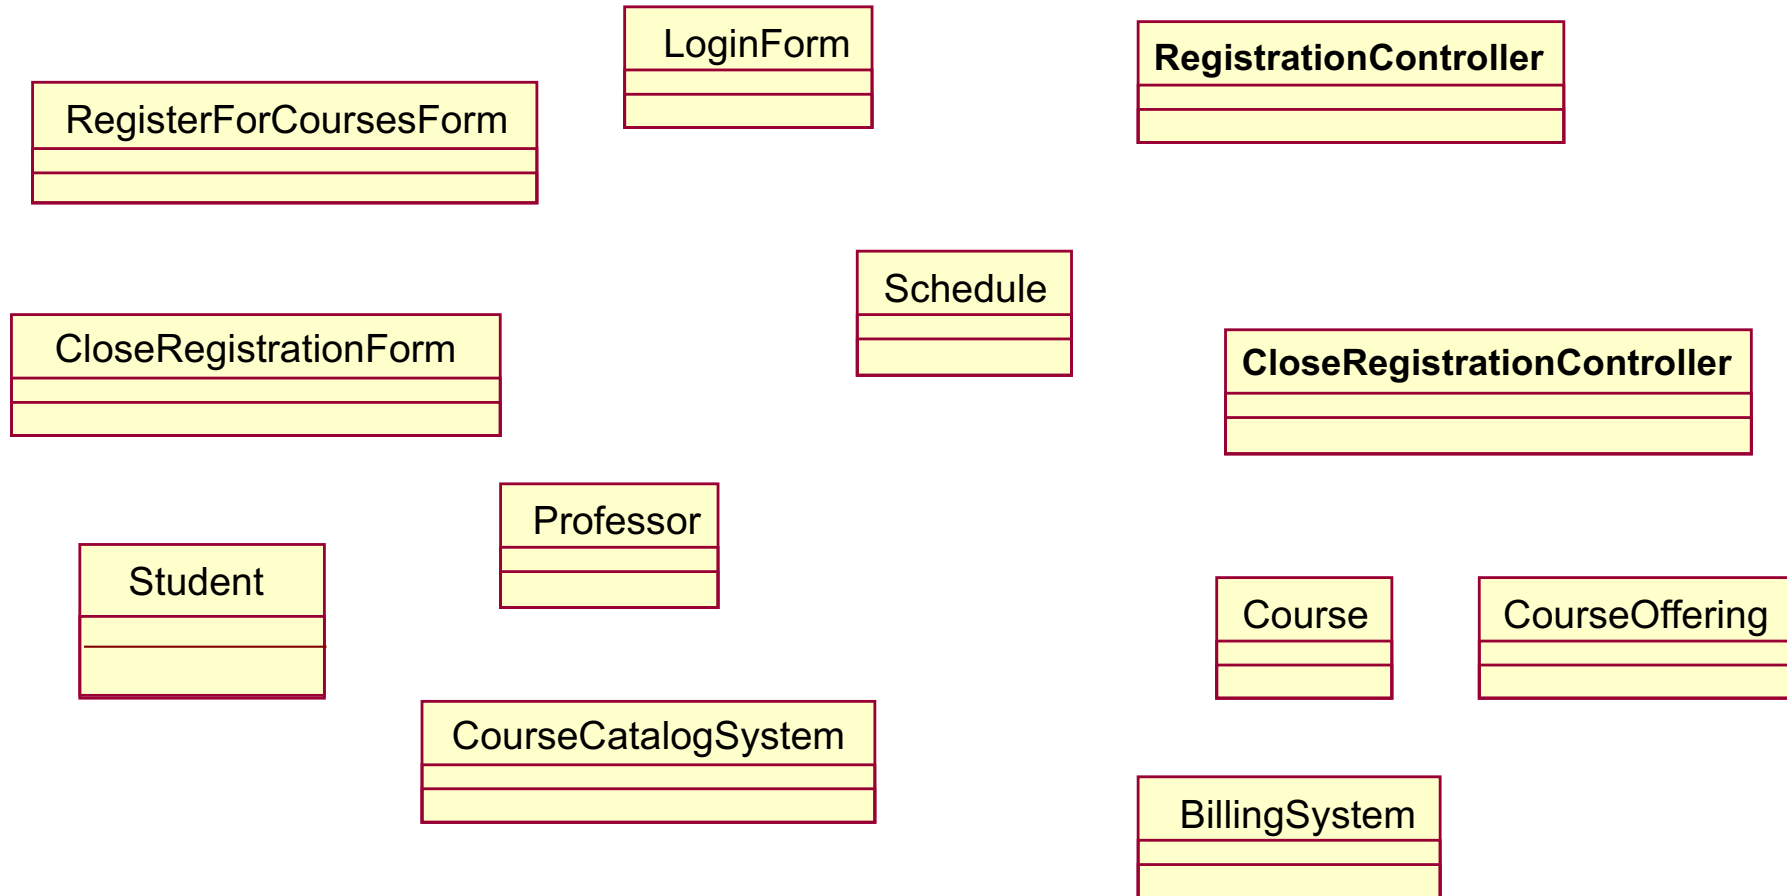 LoginForm
RegistrationController
RegisterForCoursesForm
Schedule
CloseRegistrationForm
CloseRegistrationController
Professor
Student
Course
CourseOffering
CourseCatalogSystem
BillingSystem